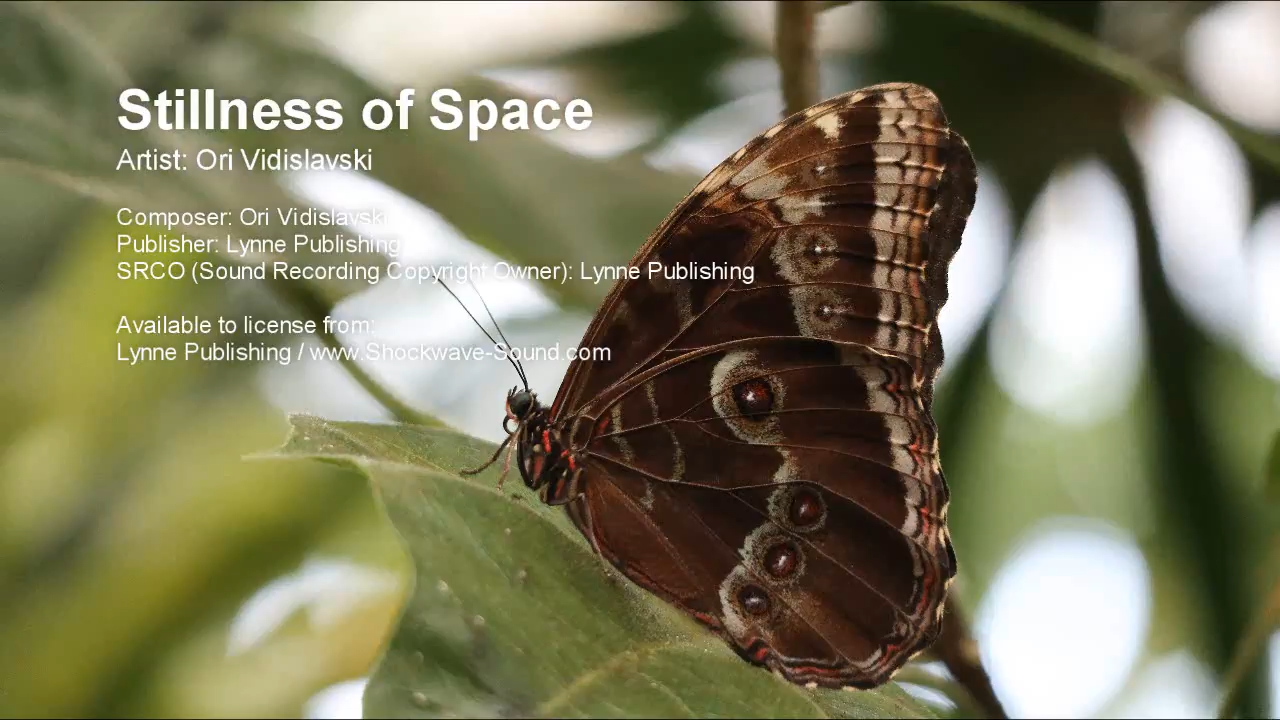 Stillness of Space
Artist: Ori Vidislavski
Composer: Ori Vidislavski
Publisher: Lynne Publishing
SRCO (Sound Recording Copyright Owner): Lynne Publishing
Available to license from:
Lynne Publishing / www.Shockwave-Sound.com